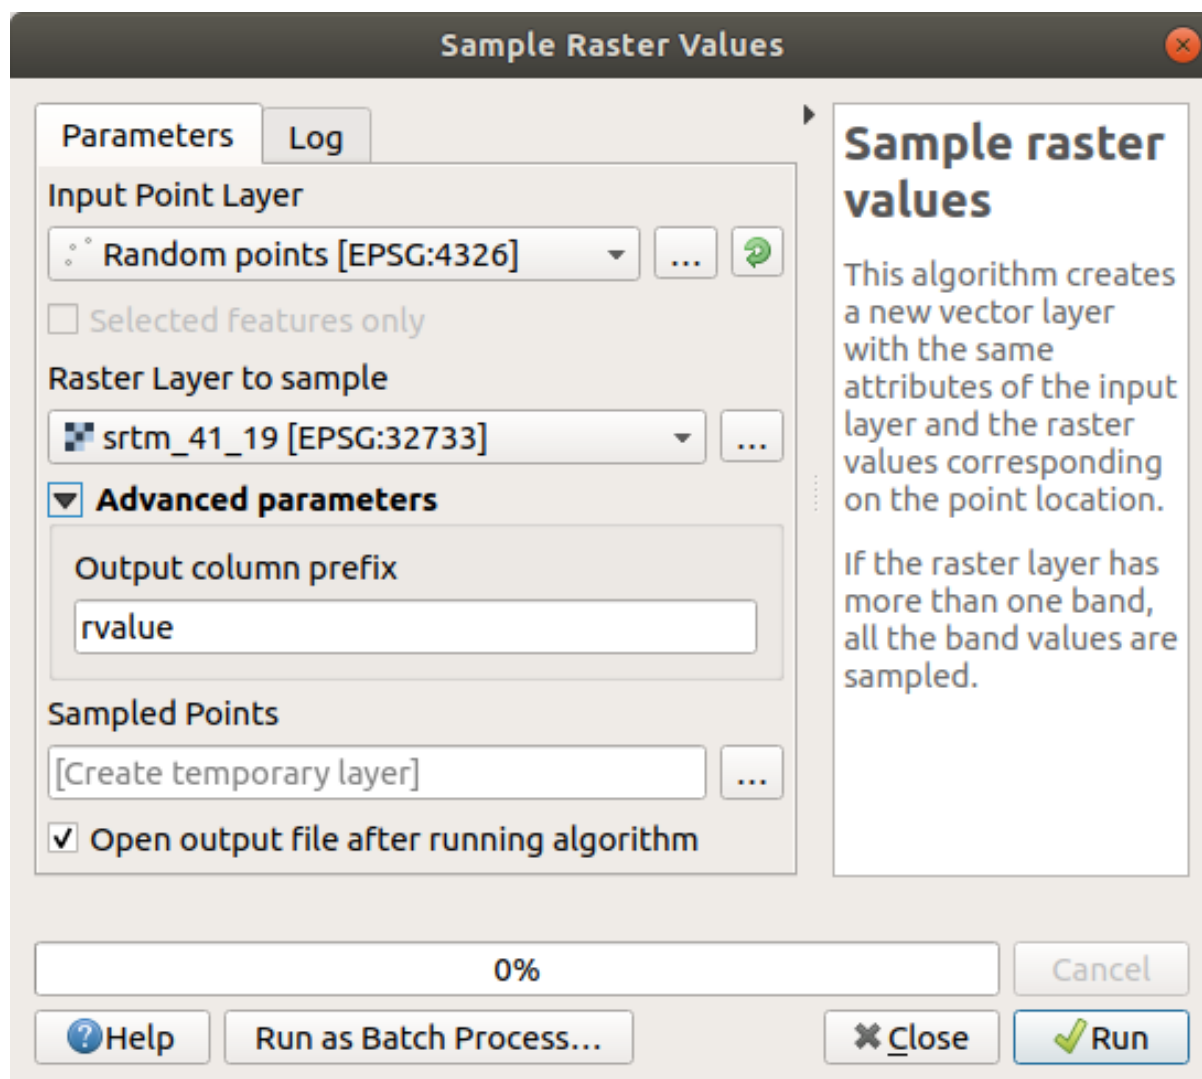 Sample Raster Values
Parameters
Log
Input Point Layer
Random points [EPSG:4326]
...
Selected features only
Raster Layer to sample
srtm_41_19 [EPSG:32733]
...
Advanced parameters
Output column prefix
rvalue
Sampled Points
[Create temporary layer]
...
Open output file after running algorithm
Sample raster
values
This algorithm creates
a new vector layer
with the same
attributes of the input
layer and the raster
values corresponding
on the point location.
If the raster layer has
more than one band,
all the band values are
sampled.
0%
Cancel
Help
Run as Batch Process...
Close
Run